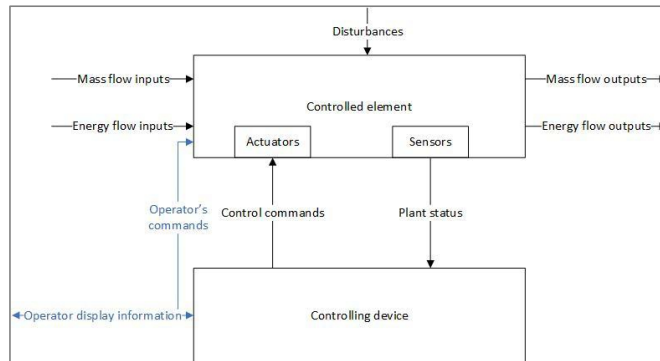 Disturbances
Mass flow inputs
Mass flow outputs
Controlled element
Energy flow inputs
Energy flow outputs
Actuators
Sensors
Operator's
commands
Control commands
Plant status
Operator display information
Controlling device